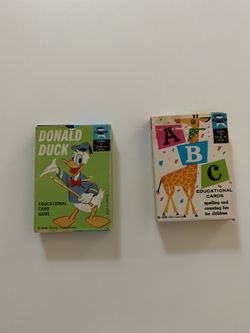 DONALD
DUCK
EDUCATIONAL
CARD
GAME
A
B
C
EDUCATIONAL
CARDS
spelling and
counting fun
for children